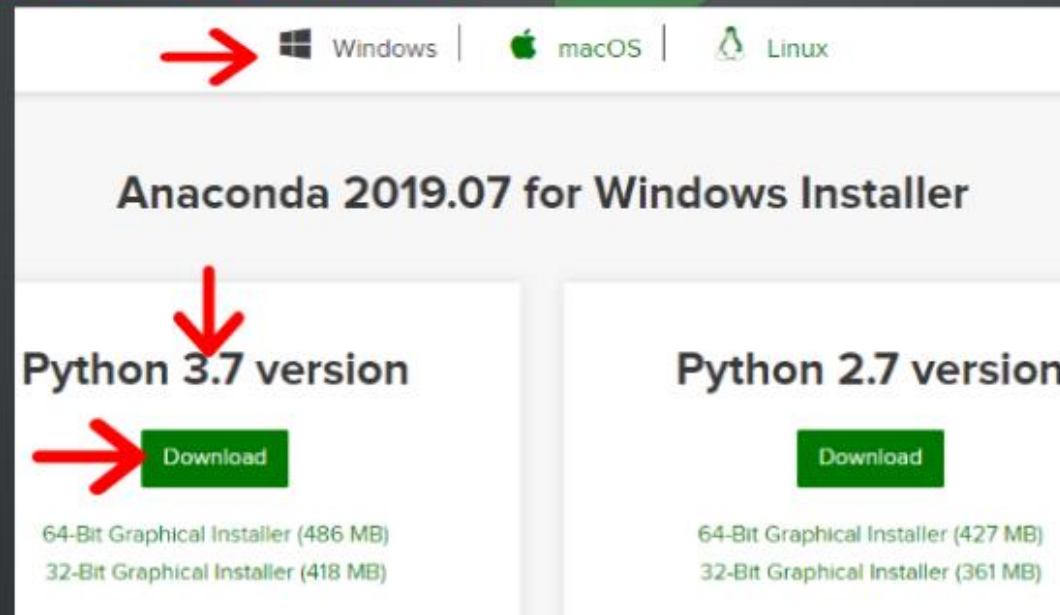 Windows macOS Linux
Anaconda 2019.07 for Windows Installer
Python 3.7 version
Download
64-Bit Graphical Installer (486 MB)
32-Bit Graphical Installer (418 MB)
Python 2.7 version
Download
64-Bit Graphical Installer (427 MB)
32-Bit Graphical Installer (361 MB)